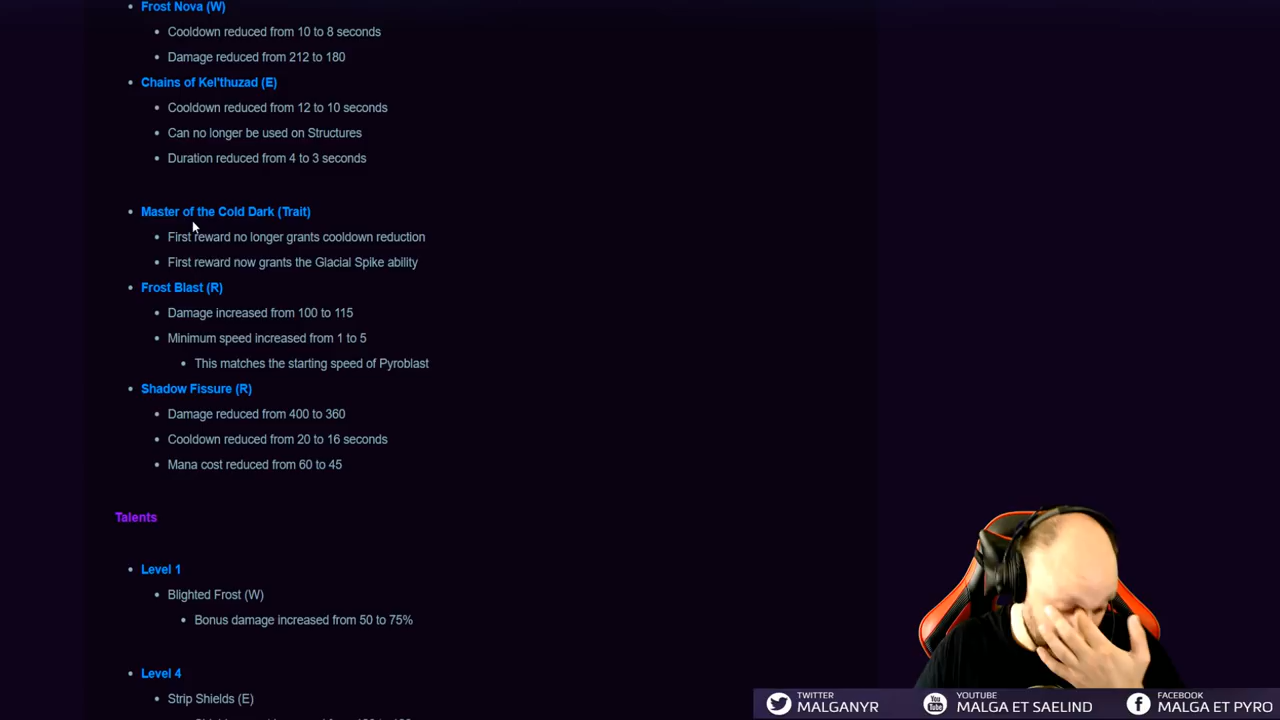 Frost Nova (W)
Cooldown reduced from 10 to 8 seconds
Damage reduced from 212 to 180
Chains of Kel'thuzad (E)
Cooldown reduced from 12 to 10 seconds
Can no longer be used on Structures
Duration reduced from 4 to 3 seconds
Master of the Cold Dark (Trait)
First reward no longer grants cooldown reduction
First reward now grants the Glacial Spike ability
Frost Blast (R)
Damage increased from 100 to 115
Minimum speed increased from 1 to 5
This matches the starting speed of Pyroblast
Shadow Fissure (R)
Damage reduced from 400 to 360
Cooldown reduced from 20 to 16 seconds
Mana cost reduced from 60 to 45
Talents
Level 1
Blighted Frost (W)
Bonus damage increased from 50 to 75%
Level 4
Strip Shields (E)
TWITTER
MALGANYR
YOUTUBE
MALGA ET SAELIND
FACEBOOK
MALGA ET PYRO